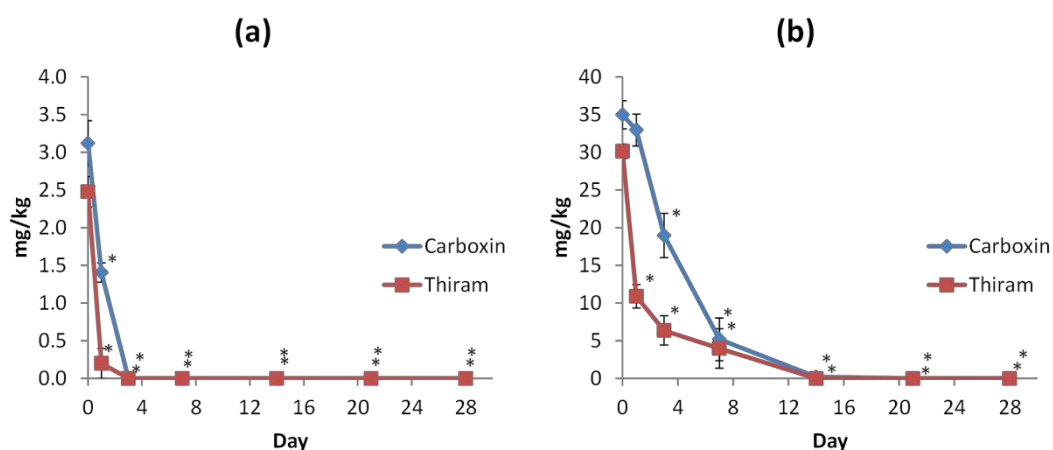 (a)
4.0
3.5
3.0
2.5
2.0
1.5
1.0
0.5
0.0
mg/kg
0 4 8 12 16 20 24 28
Day
Carboxin
Thiram
* * * * * * * * * * * *
(b)
40
35
30
25
20
15
10
5
0
mg/kg
0 4 8 12 16 20 24 28
Day
Carboxin
Thiram
* * * * * * * * * * *